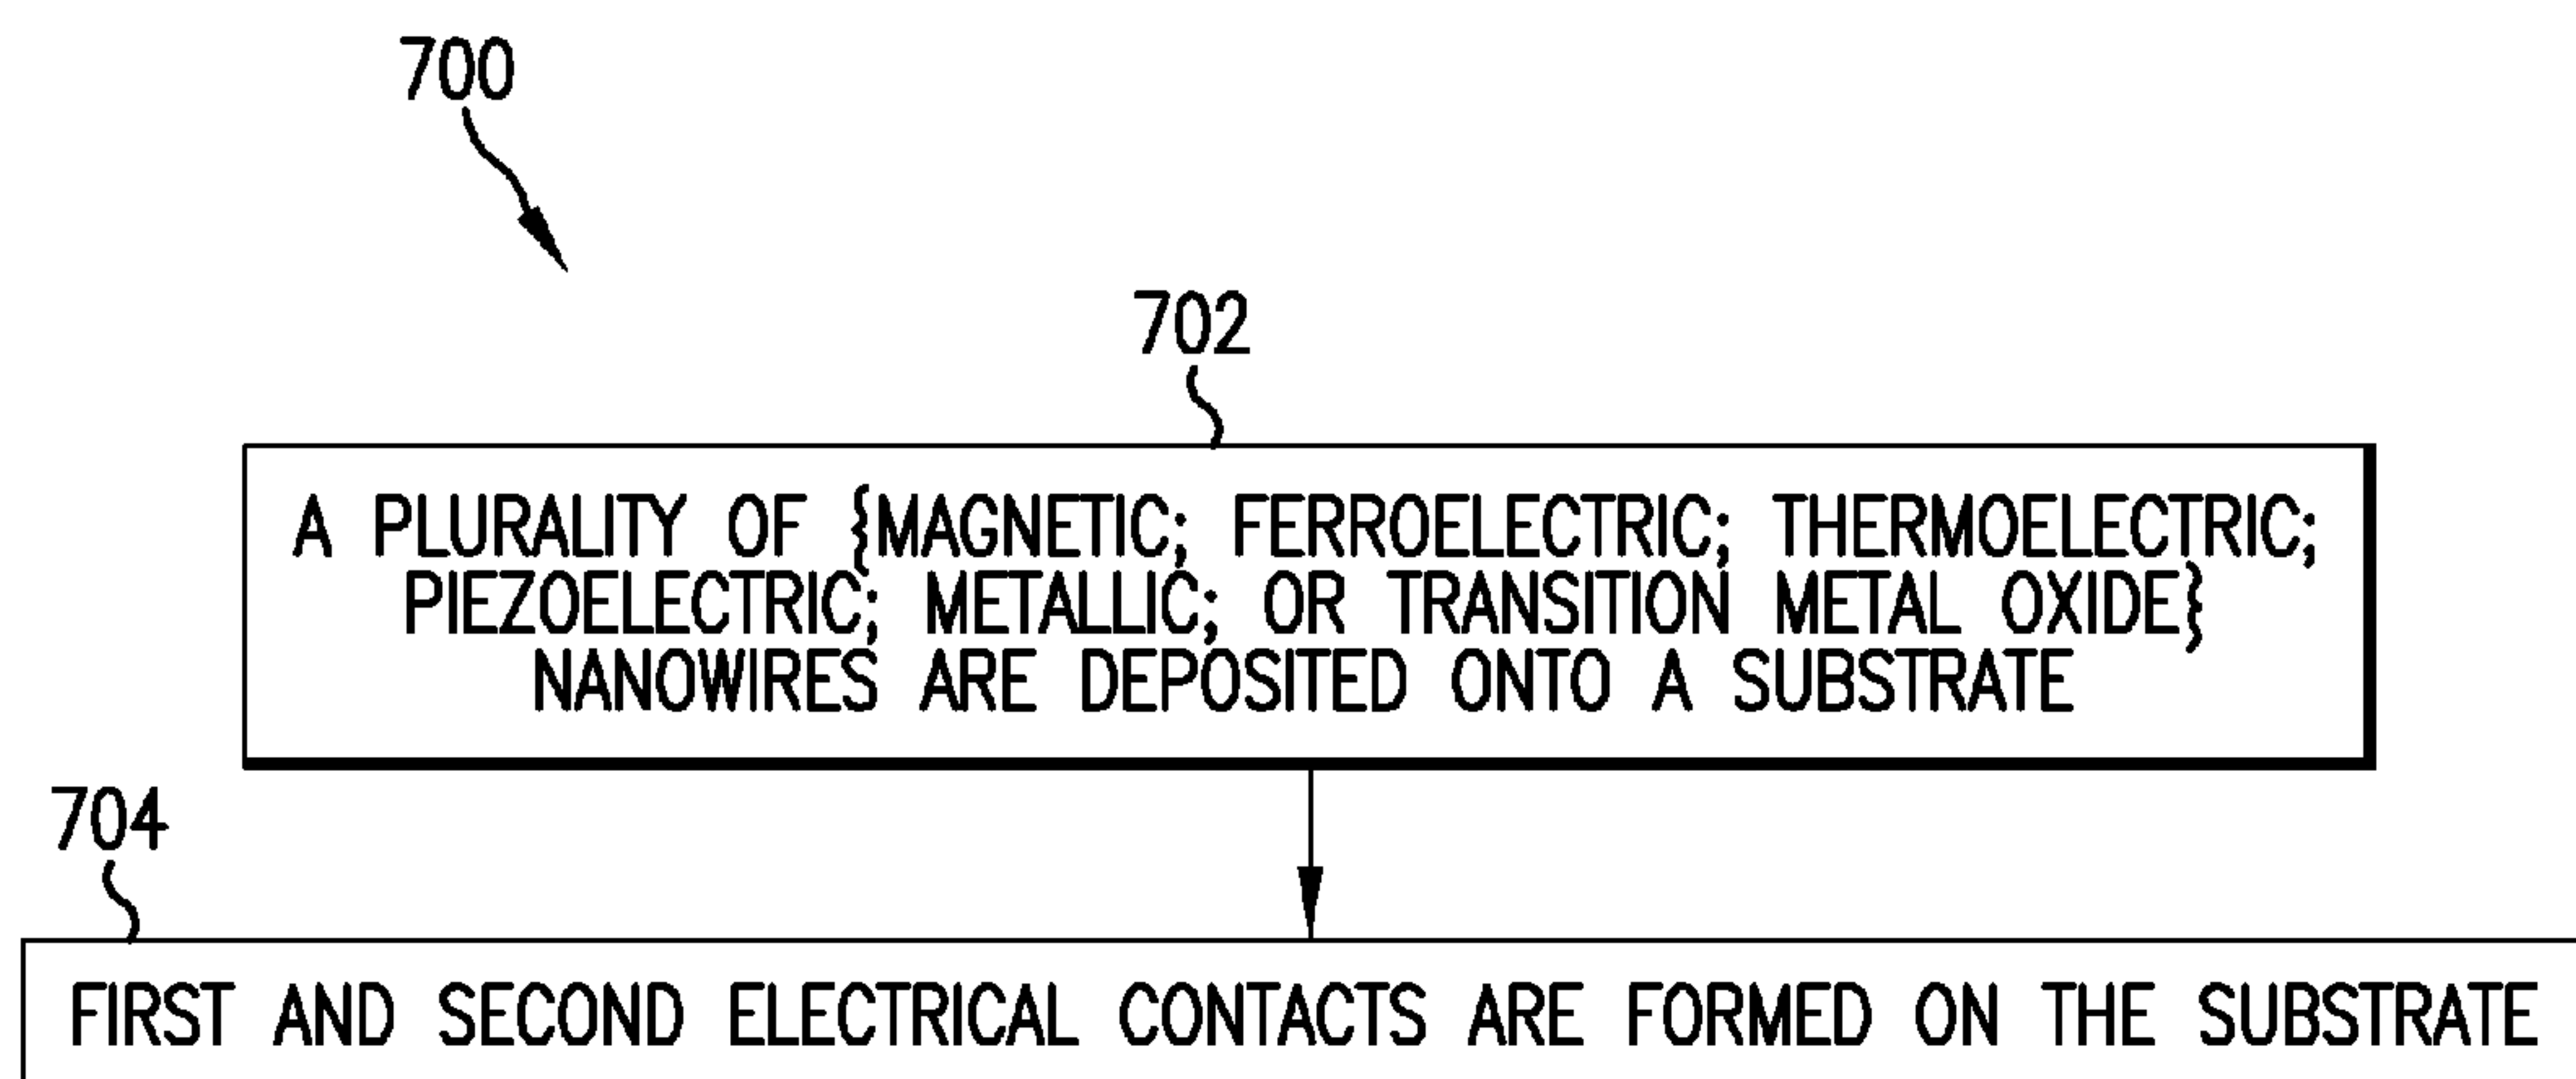 700
702
A PLURALITY OF {MAGNETIC; FERROELECTRIC; THERMOELECTRIC;
PIEZOELECTRIC; METALLIC; OR TRANSITION METAL OXIDE}
NANOWIRES ARE DEPOSITED ONTO A SUBSTRATE
704
FIRST AND SECOND ELECTRICAL CONTACTS ARE FORMED ON THE SUBSTRATE